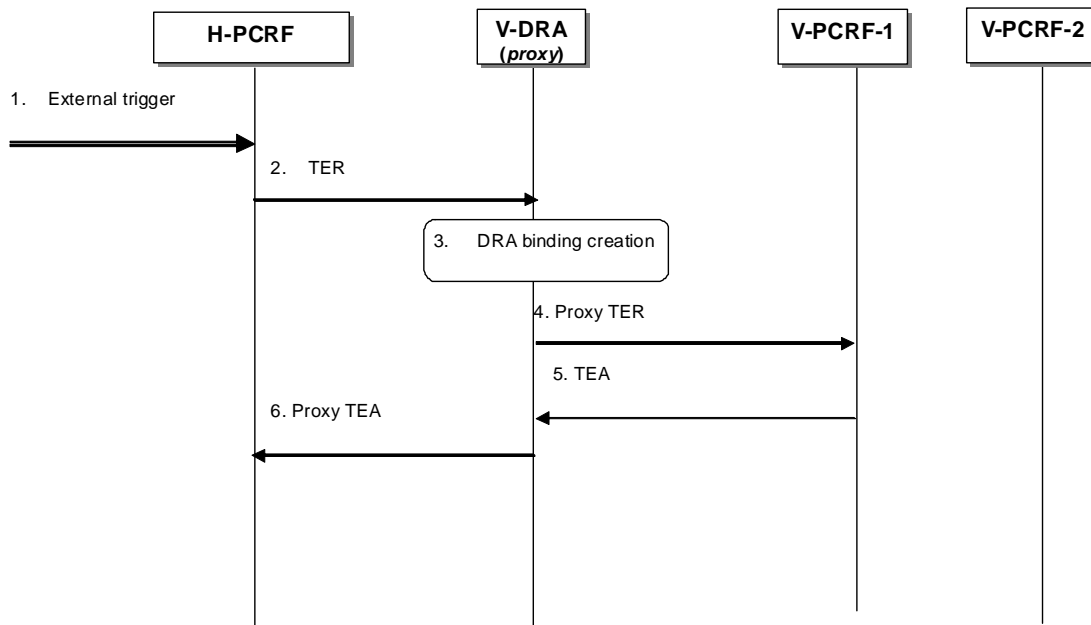 H-PCRF
V-DRA
(proxy)
V-PCRF-1
V-PCRF-2
1. External trigger
2. TER
3. DRA binding creation
4. Proxy TER
5. TEA
6. Proxy TEA